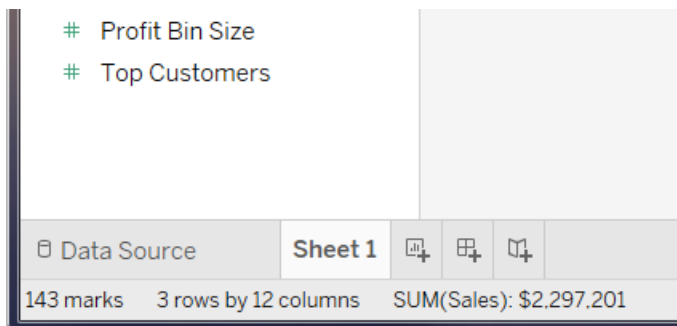 # Profit Bin Size
# Top Customers
Data Source Sheet 1
143 marks 3 rows by 12 columns SUM(Sales): $2,297,201